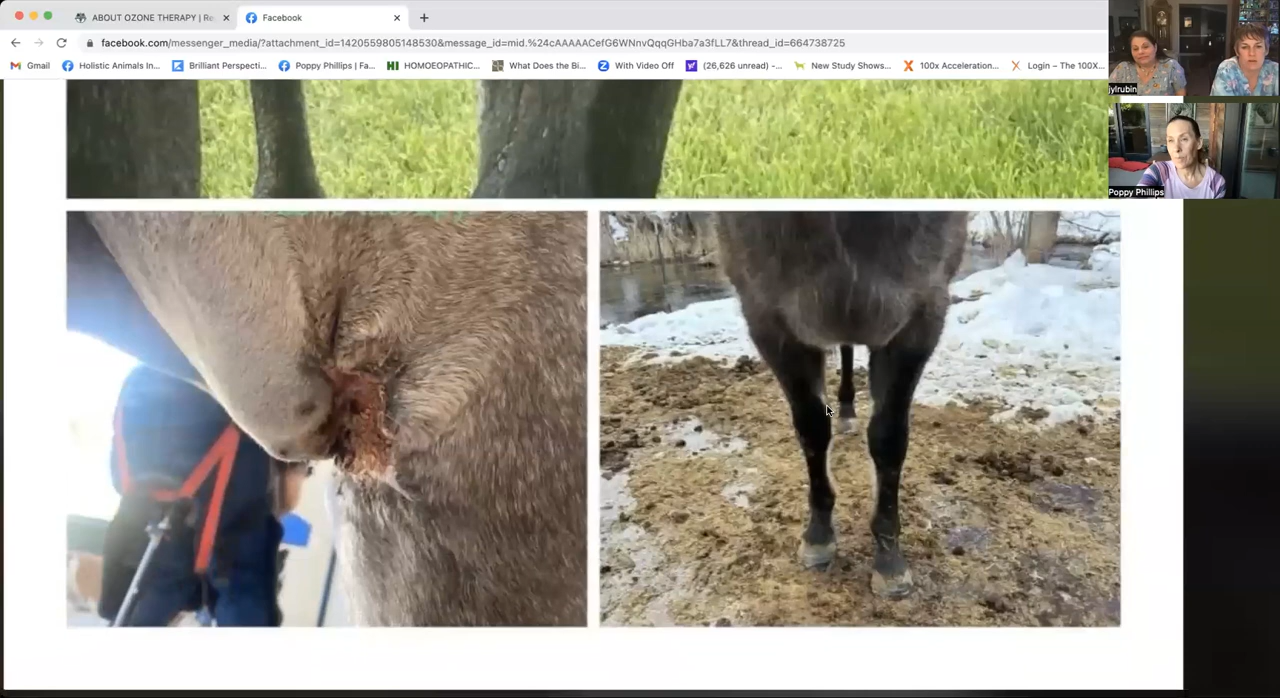 ABOUT OZONE THERAPY | Re
Facebook
facebook.com/messenger_media/?attachment_id=1420559805148530&message_id=mid.%24cAAAAACefG6WNnvQqqGHba7a3fLL7&thread_id=664738725
Gmail
Holistic Animals In...
Brilliant Perspecti...
Poppy Phillips | Fa...
HOMOEOPATHIC...
What Does the Bi...
With Video Off
(26,626 unread) -...
New Study Shows...
100x Acceleration...
Login – The 100X...
jylrubin
Poppy Phillips